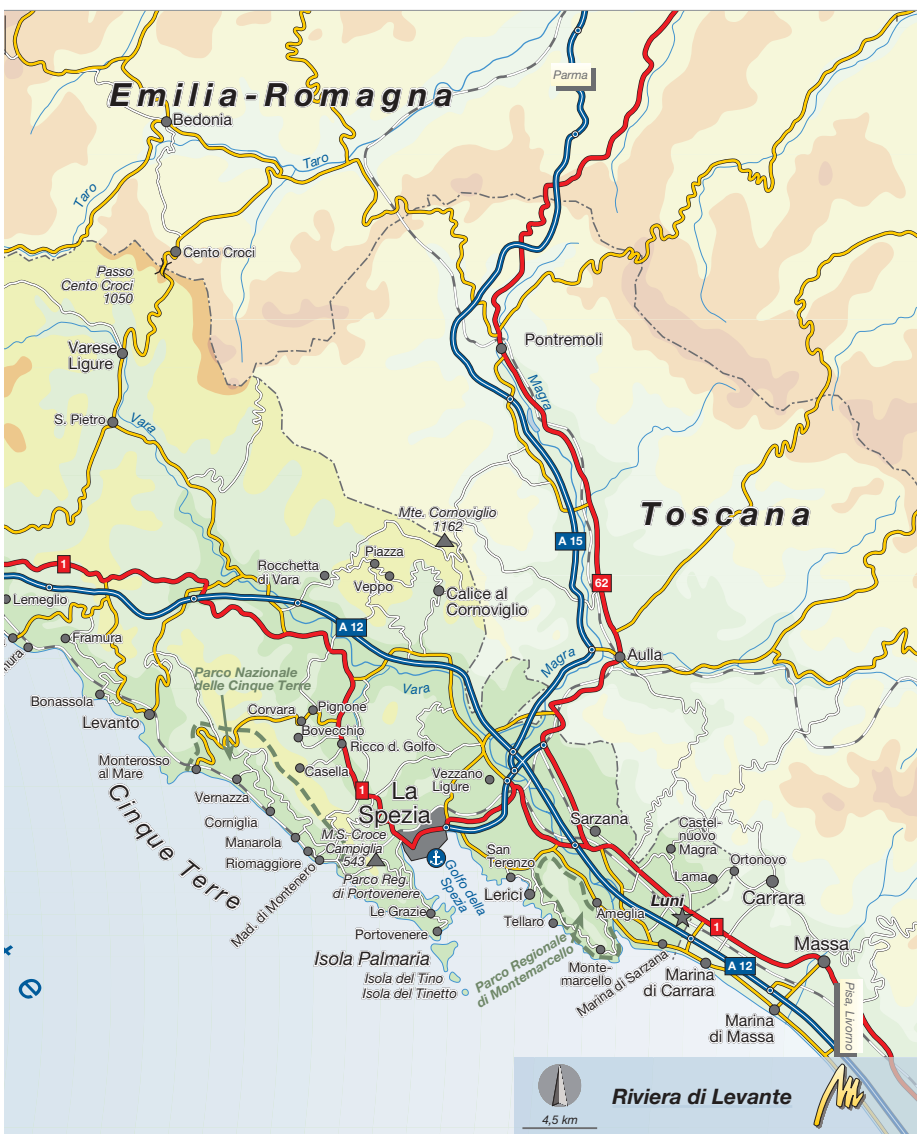 Parma
Emilia-Romagna
Bedonia
Taro
Taro
Cento Croci
Passo
Cento Croci
1050
Varese
Ligure
Pontremoli
Magra
S. Pietro
Vara
Toscana
Mte. Cornoviglio
1162
A 15
Piazza
Rocchetta
di Vara
Veppo
1
62
Calice al
Cornoviglio
Lemeglio
A 12
Framura
Magra
Aulla
Parco Nazionale
delle Cinque Terre
Vara
Bonassola
Levanto
Corvara
Pignone
Bovecchio
Ricco d. Golfo
Monterosso
al Mare
Casella
Vezzano
Ligure
1
La
Spezia
Vernazza
Cinque Terre
Corniglia
Sarzana
Castel-
nuovo
Magra
M.S. Croce
Campiglia
543
Manarola
San
Terenzo
Ortonovo
Riomaggiore
Golfo della
Spezia
Lama
Mad. di Montenero
Parco Reg.
di Portovenere
Lerici
Luni
Carrara
Le Grazie
Ameglia
Tellaro
1
Portovenere
Parco Regionale
di Montemarcello
Massa
Isola Palmaria
Monte-
marcello
A 12
Isola del Tino
Isola del Tinetto
Marina di Sarzana
Marina
di Carrara
Pisa, Livorno
Marina
di Massa
Riviera di Levante
4,5 km